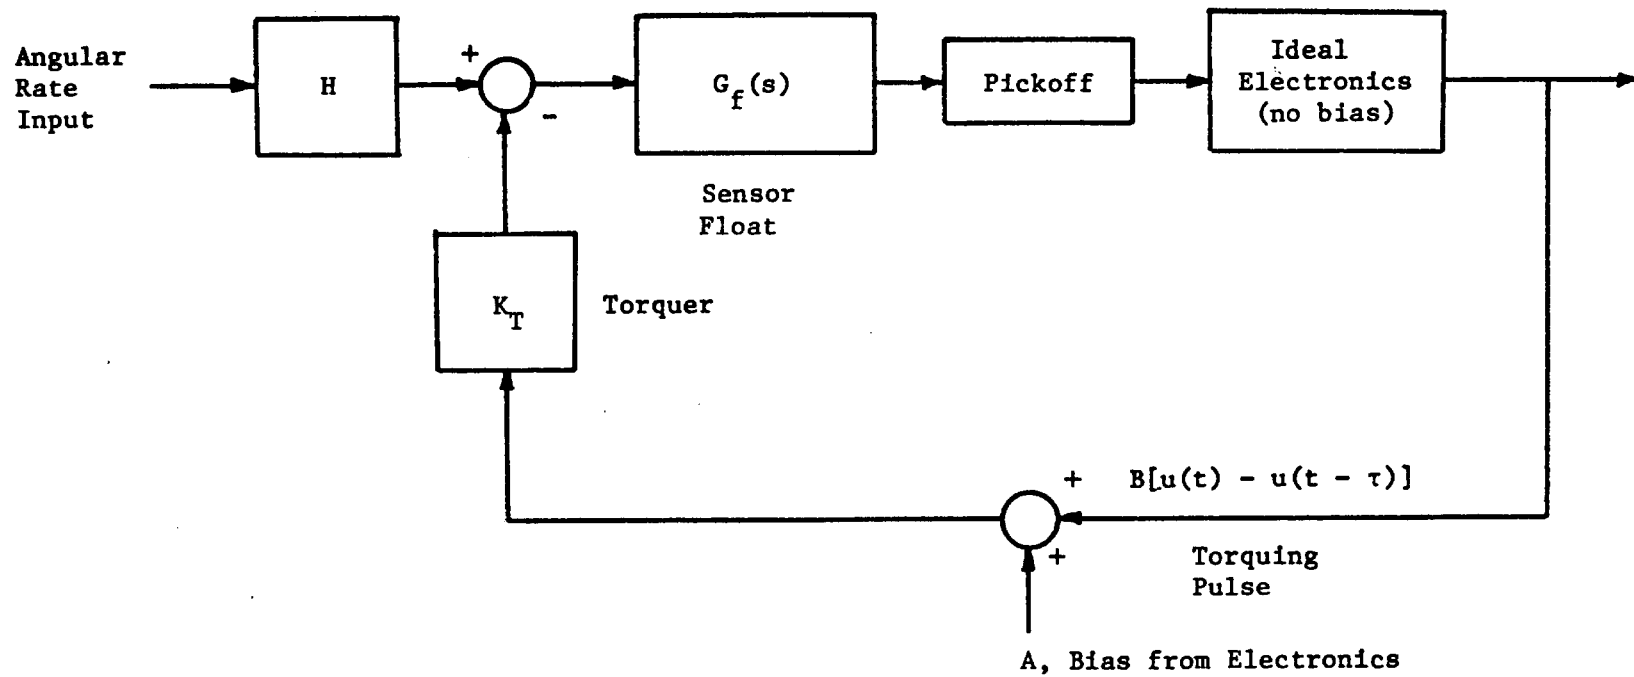 Angular
Rate
Input
H
+
-
G_f(s)
Sensor
Float
Pickoff
Ideal
Electronics
(no bias)
K_T
Torquer
+
B[u(t) - u(t - τ)]
+
Torquing
Pulse
A, Bias from Electronics